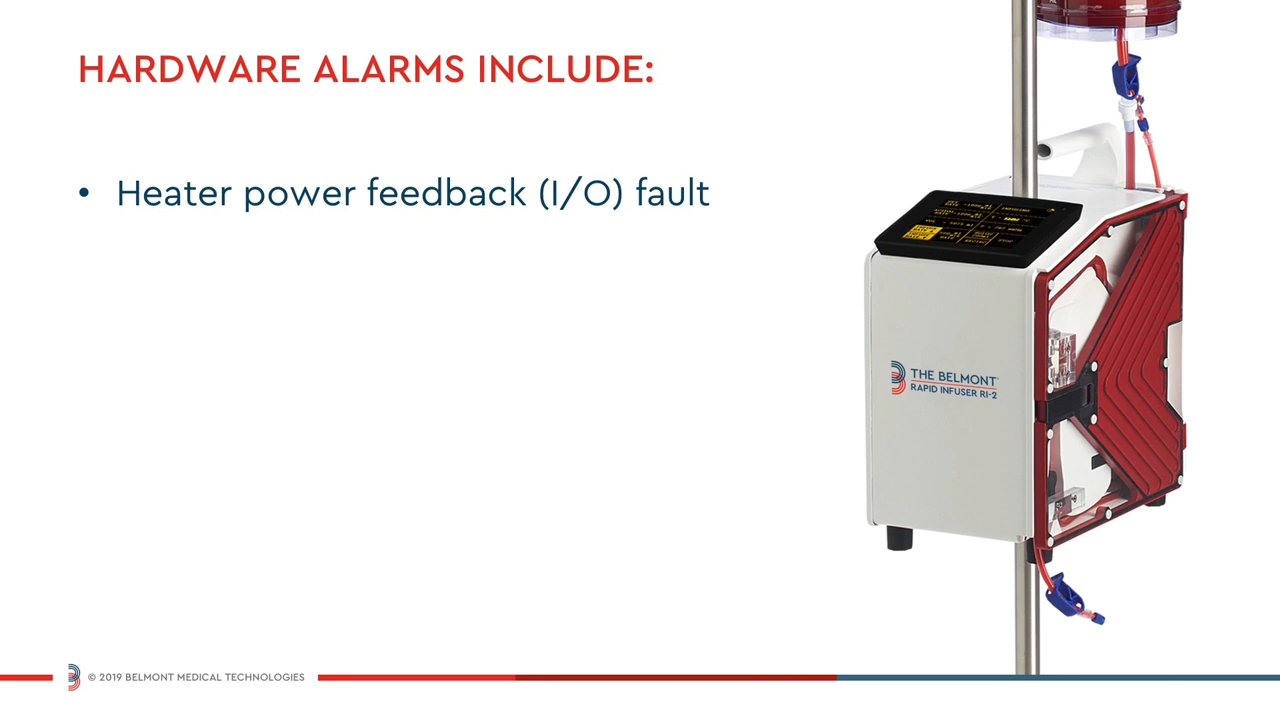 HARDWARE ALARMS INCLUDE:
• Heater power feedback (I/O) fault
THE BELMONT
RAPID INFUSER RI-2
© 2019 BELMONT MEDICAL TECHNOLOGIES